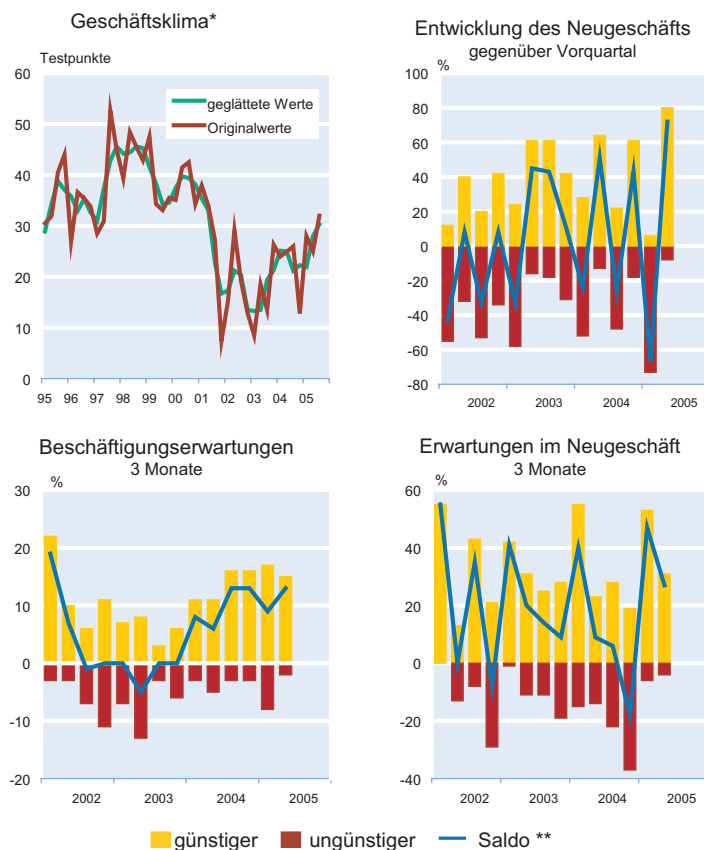 Geschäftsklima*
Testpunkte
60
50
40
30
20
10
0
geglättete Werte
Originalwerte
95 96 97 98 99 00 01 02 03 04 05
Entwicklung des Neugeschäfts
gegenüber Vorquartal
%
100
80
60
40
20
0
-20
-40
-60
-80
2002 2003 2004 2005
Beschäftigungserwartungen
3 Monate
%
30
20
10
0
-10
-20
2002 2003 2004 2005
Erwartungen im Neugeschäft
3 Monate
%
60
40
20
0
-20
-40
2002 2003 2004 2005
günstiger ungünstiger Saldo **